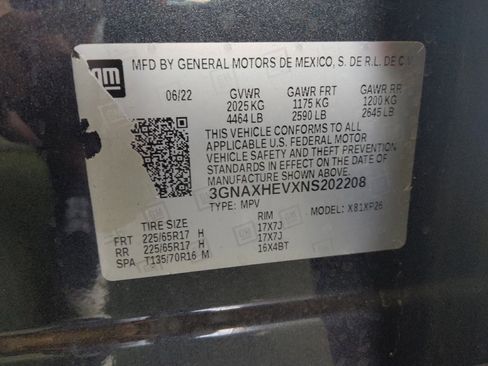 gm
MFD BY GENERAL MOTORS DE MEXICO, S. DE R.L. DE C.V.
06/22 GVWR GAWR FRT GAWR RR
2025 KG 1175 KG 1200 KG
4464 LB 2590 LB 2645 LB
THIS VEHICLE CONFORMS TO ALL
APPLICABLE U.S. FEDERAL MOTOR
VEHICLE SAFETY AND THEFT PREVENTION
STANDARDS IN EFFECT ON THE DATE OF
MANUFACTURE SHOWN ABOVE.
3GNAXHEVXNS202208
TYPE: MPV MODEL: X81XP26
TIRE SIZE RIM
FRT 225/65R17 H 17X7J
RR 225/65R17 H 17X7J
SPA T135/70R16 M 16X4BT